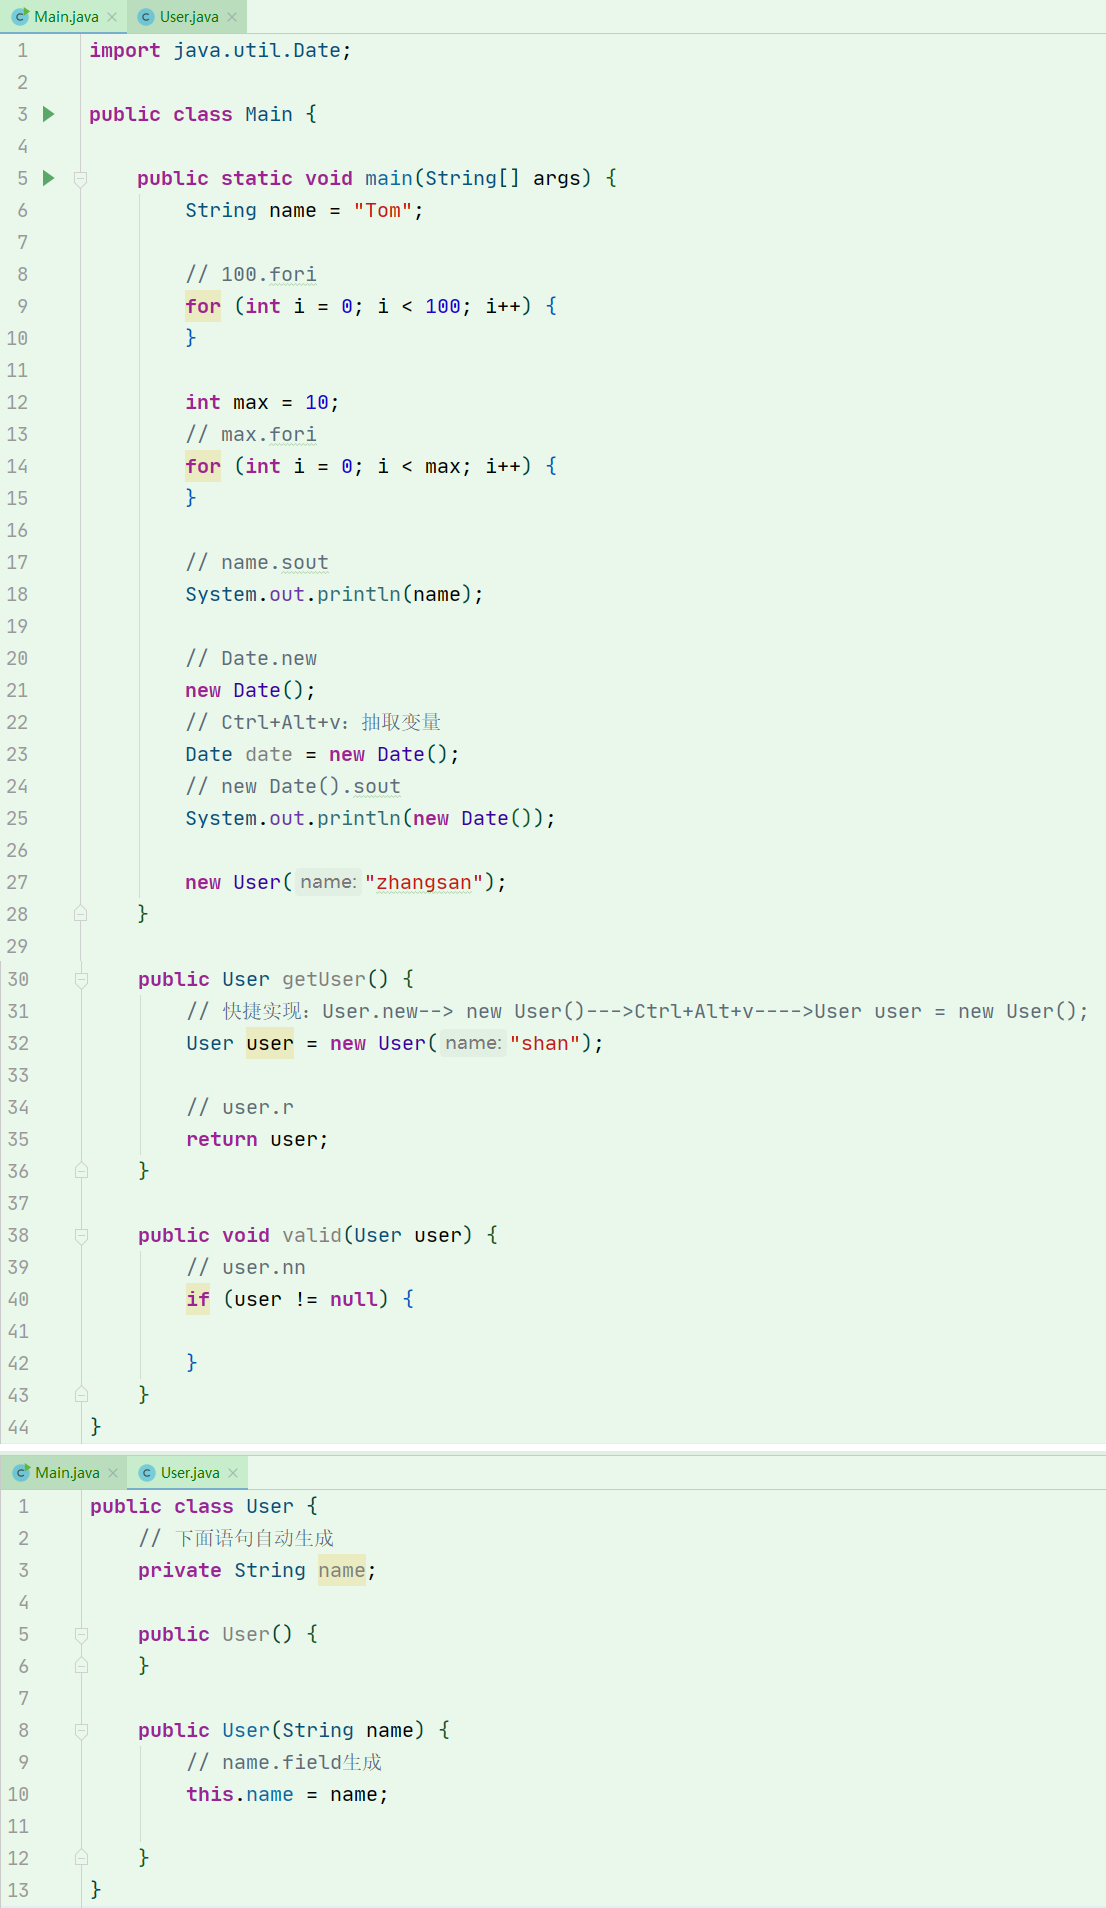 Main.java × User.java ×
1 import java.util.Date;
2
3 public class Main {
4
5 public static void main(String[] args) {
6 String name = "Tom";
7
8 // 100.fori
9 for (int i = 0; i < 100; i++) {
10 }
11
12 int max = 10;
13 // max.fori
14 for (int i = 0; i < max; i++) {
15 }
16
17 // name.sout
18 System.out.println(name);
19
20 // Date.new
21 new Date();
22 // Ctrl+Alt+v：抽取变量
23 Date date = new Date();
24 // new Date().sout
25 System.out.println(new Date());
26
27 new User( name: "zhangsan");
28 }
29
30 public User getUser() {
31 // 快捷实现：User.new--> new User()--->Ctrl+Alt+v---->User user = new User();
32 User user = new User( name: "shan");
33
34 // user.r
35 return user;
36 }
37
38 public void valid(User user) {
39 // user.nn
40 if (user != null) {
41
42 }
43 }
44 }
Main.java × User.java ×
1 public class User {
2 // 下面语句自动生成
3 private String name;
4
5 public User() {
6 }
7
8 public User(String name) {
9 // name.field生成
10 this.name = name;
11
12 }
13 }